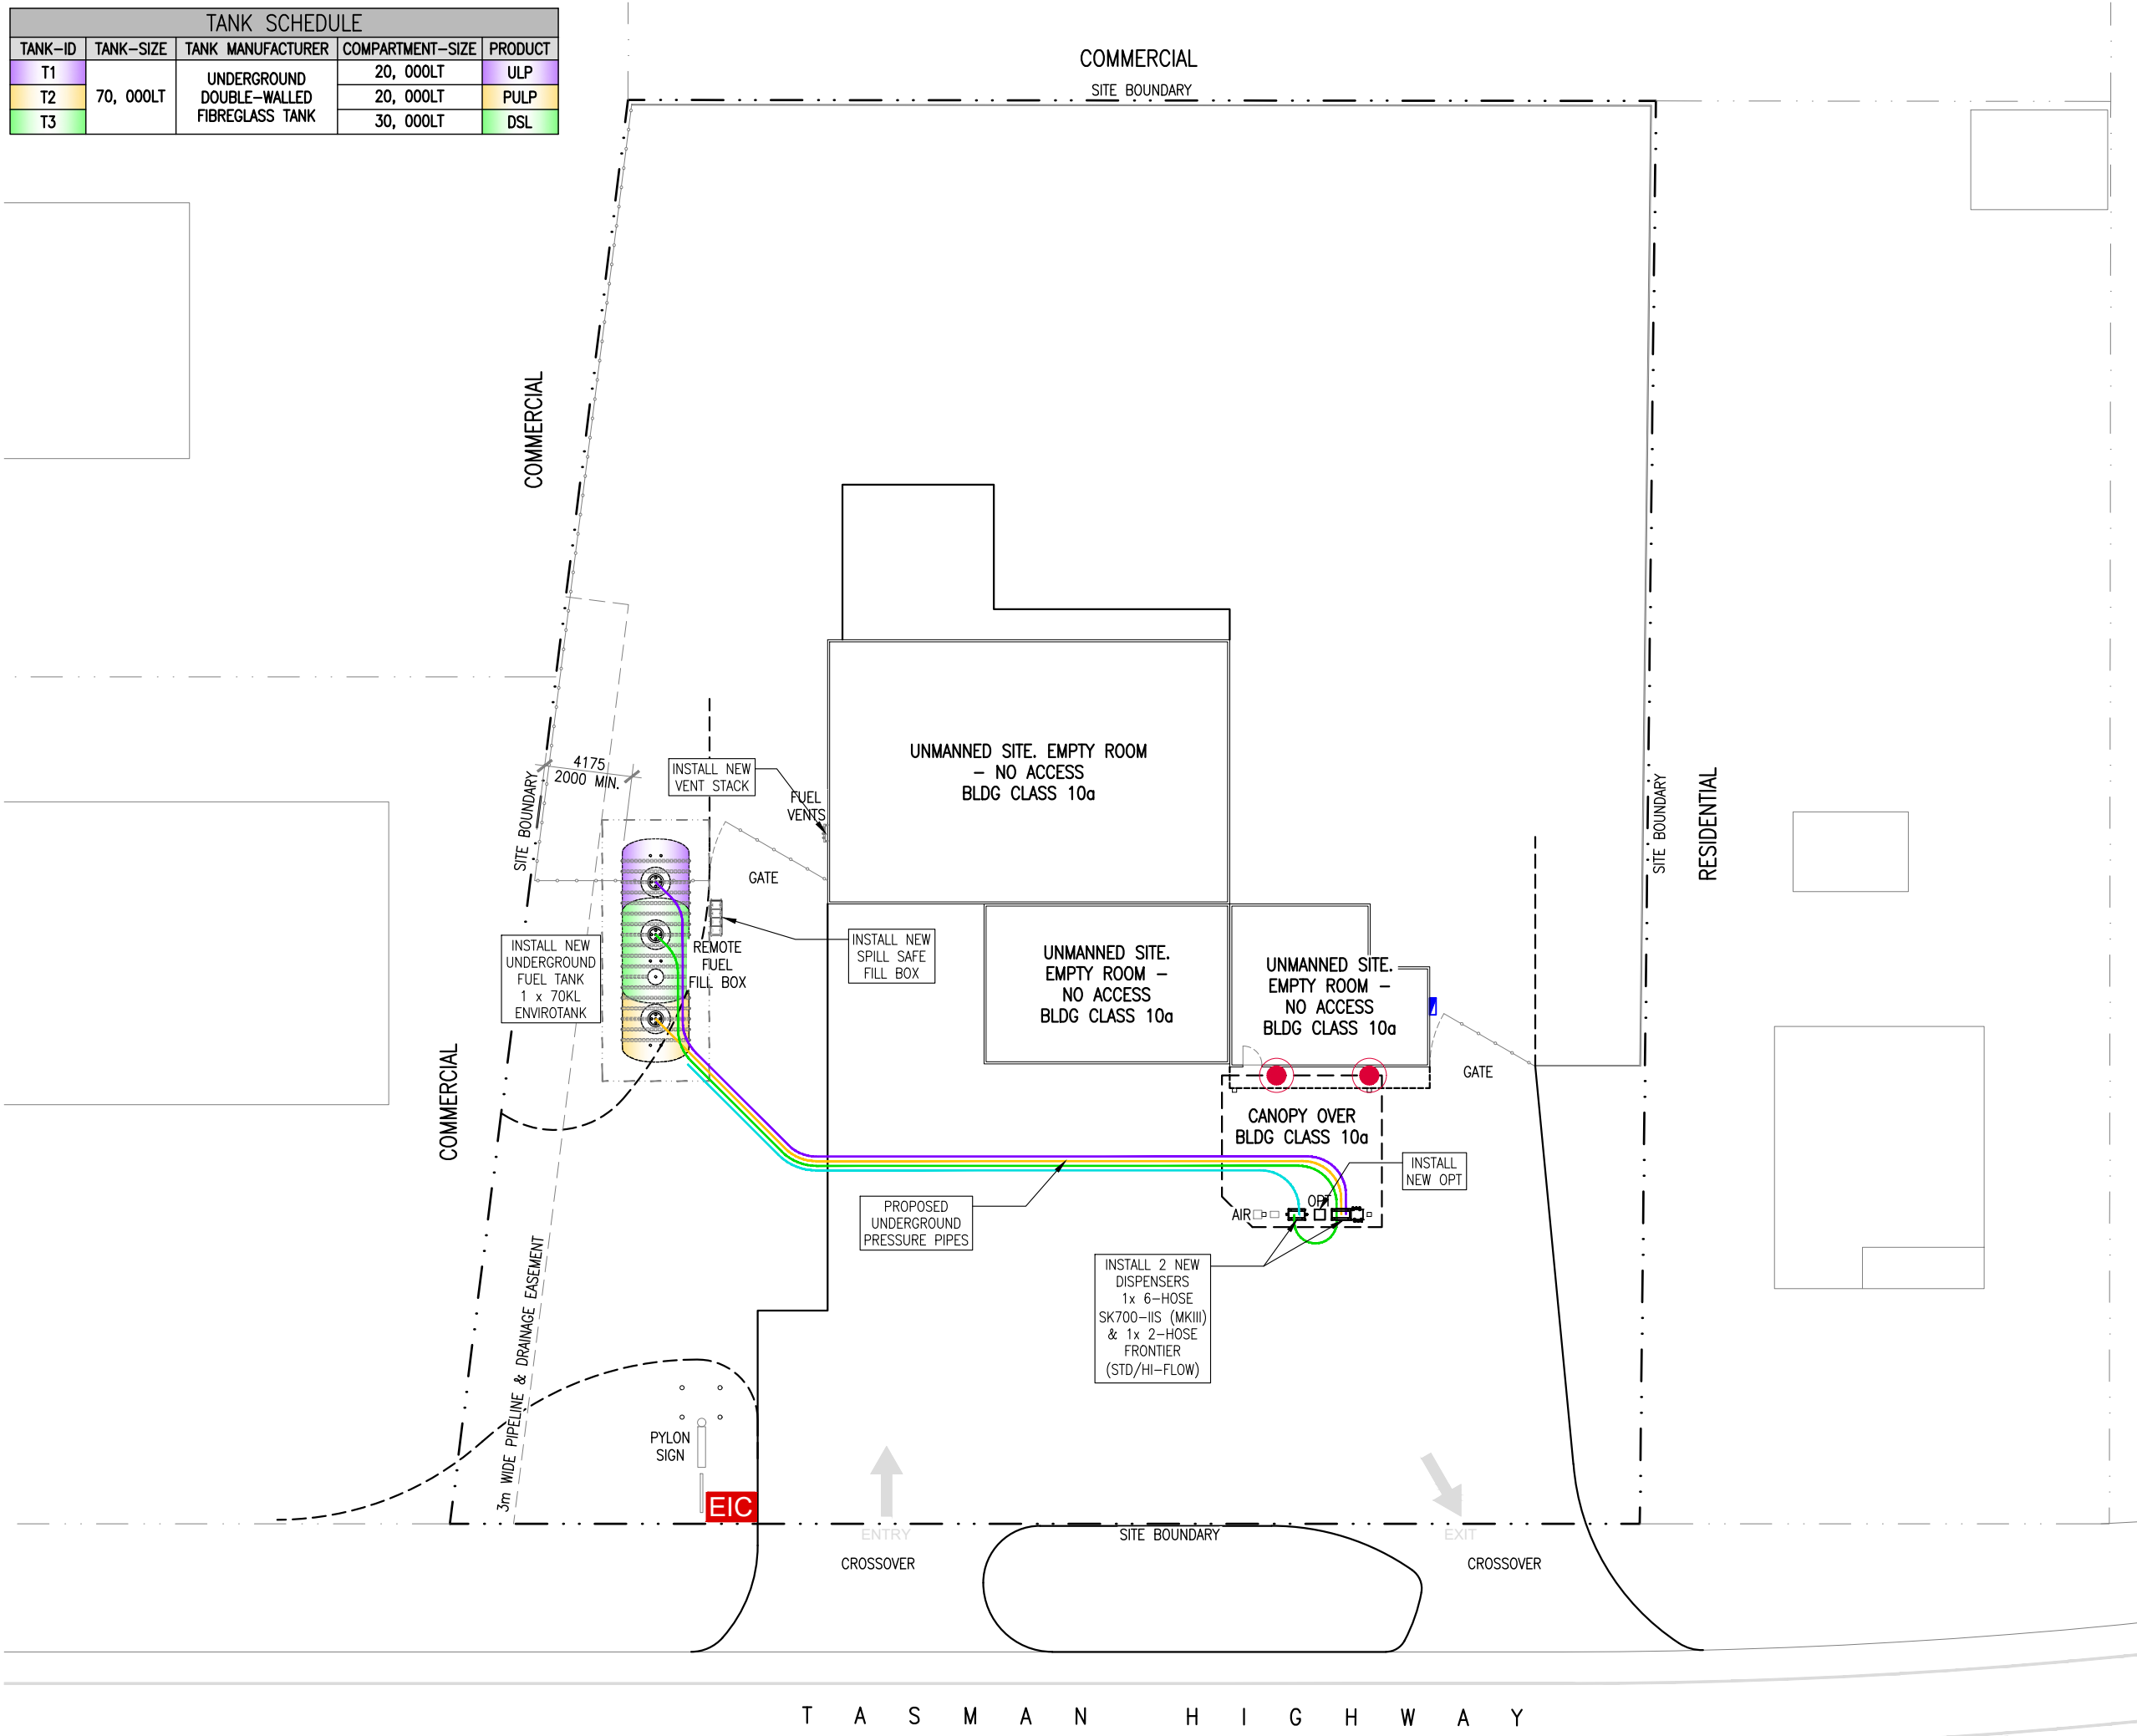 TANK SCHEDULE
TANK-ID TANK-SIZE TANK MANUFACTURER COMPARTMENT-SIZE PRODUCT
T1 70, 000LT UNDERGROUND DOUBLE-WALLED FIBREGLASS TANK 20, 000LT ULP
T2 20, 000LT PULP
T3 30, 000LT DSL
COMMERCIAL
SITE BOUNDARY
COMMERCIAL
4175
2000 MIN.
SITE BOUNDARY
INSTALL NEW
VENT STACK
FUEL
VENTS
GATE
UNMANNED SITE. EMPTY ROOM
- NO ACCESS
BLDG CLASS 10a
SITE BOUNDARY
RESIDENTIAL
INSTALL NEW
UNDERGROUND
FUEL TANK
1 x 70KL
ENVIROTANK
REMOTE
FUEL
FILL BOX
INSTALL NEW
SPILL SAFE
FILL BOX
UNMANNED SITE.
EMPTY ROOM -
NO ACCESS
BLDG CLASS 10a
UNMANNED SITE.
EMPTY ROOM -
NO ACCESS
BLDG CLASS 10a
GATE
COMMERCIAL
CANOPY OVER
BLDG CLASS 10a
INSTALL
NEW OPT
OPT
AIR
PROPOSED
UNDERGROUND
PRESSURE PIPES
INSTALL 2 NEW
DISPENSERS
1x 6-HOSE
SK700-IIS (MKIII)
& 1x 2-HOSE
FRONTIER
(STD/HI-FLOW)
3m WIDE PIPELINE & DRAINAGE EASEMENT
PYLON
SIGN
EIC
ENTRY
SITE BOUNDARY
EXIT
CROSSOVER
CROSSOVER
TASMAN HIGHWAY